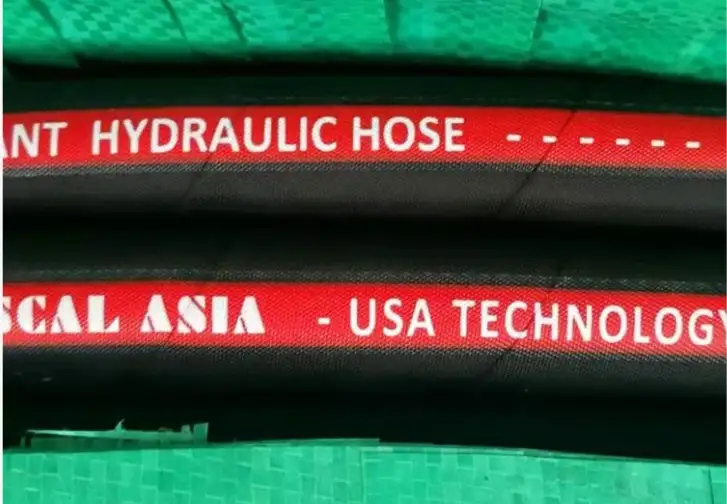 ANT HYDRAULIC HOSE - - - - - -
SCAL ASIA - USA TECHNOLOGY